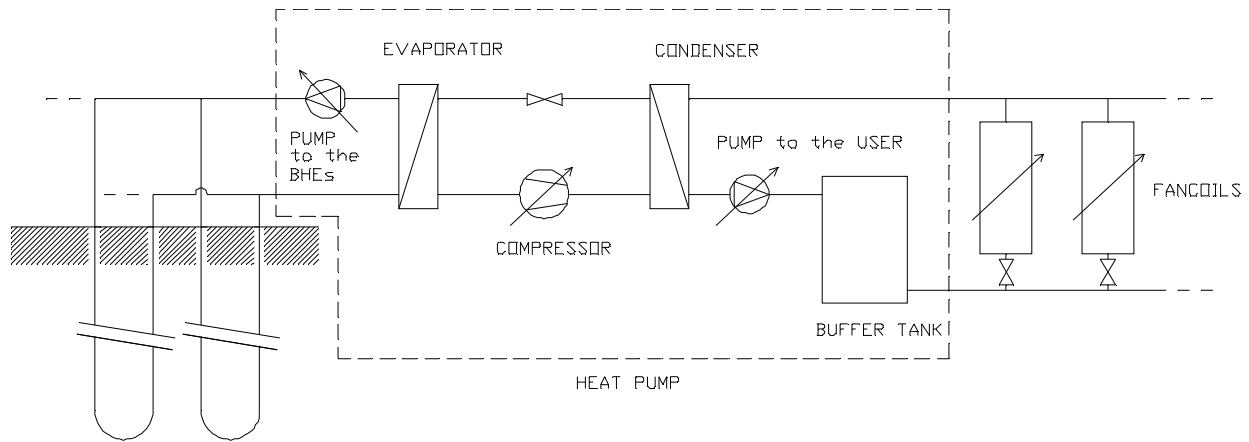 EVAPORATOR
CONDENSER
PUMP
to the
BHEs
PUMP to the USER
FANCOILS
COMPRESSOR
BUFFER TANK
HEAT PUMP